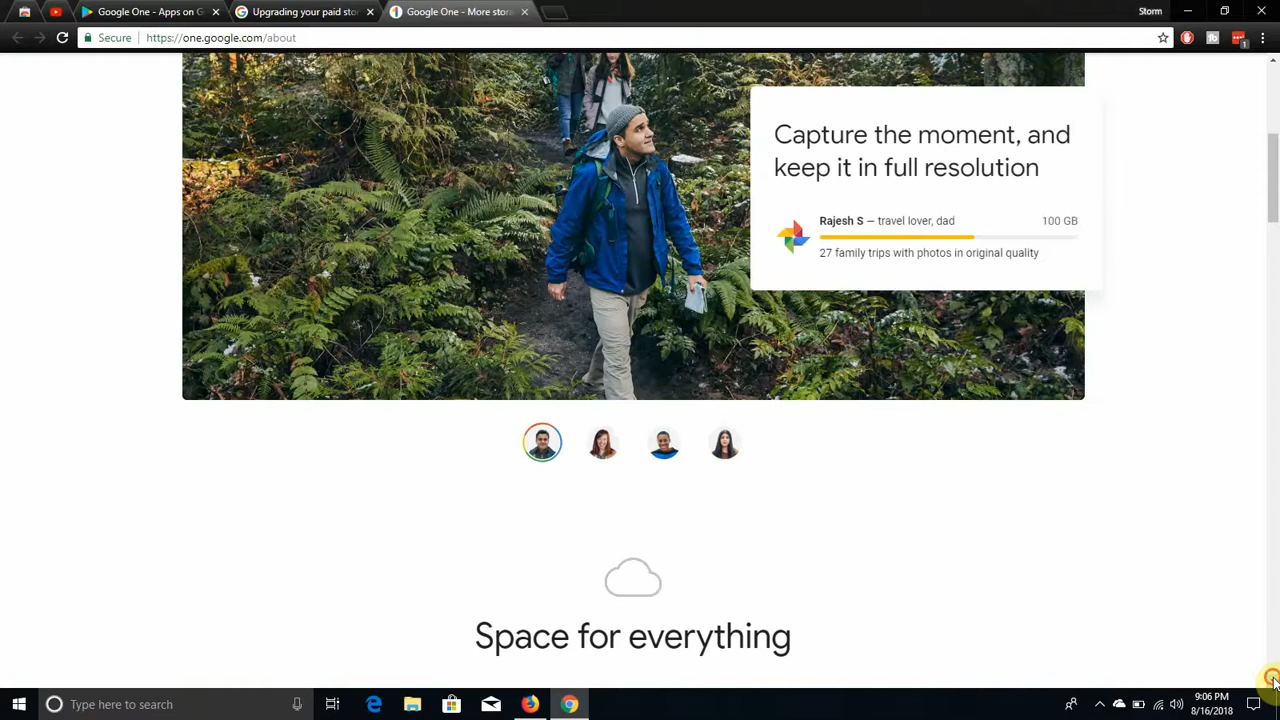 Google One - Apps on G
Upgrading your paid sto
Google One - More stora
Storm
Secure
https://one.google.com/about
1
Capture the moment, and
keep it in full resolution
Rajesh S — travel lover, dad
100 GB
27 family trips with photos in original quality
Space for everything
Type here to search
9:06 PM
8/16/2018